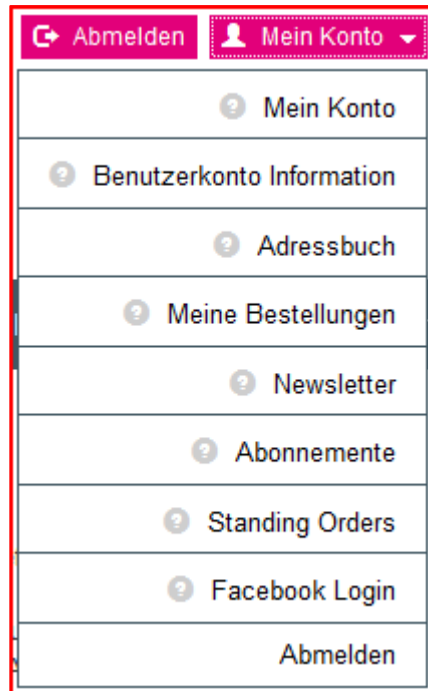 Abmelden Mein Konto
Mein Konto
Benutzerkonto Information
Adressbuch
Meine Bestellungen
Newsletter
Abonnemente
Standing Orders
Facebook Login
Abmelden